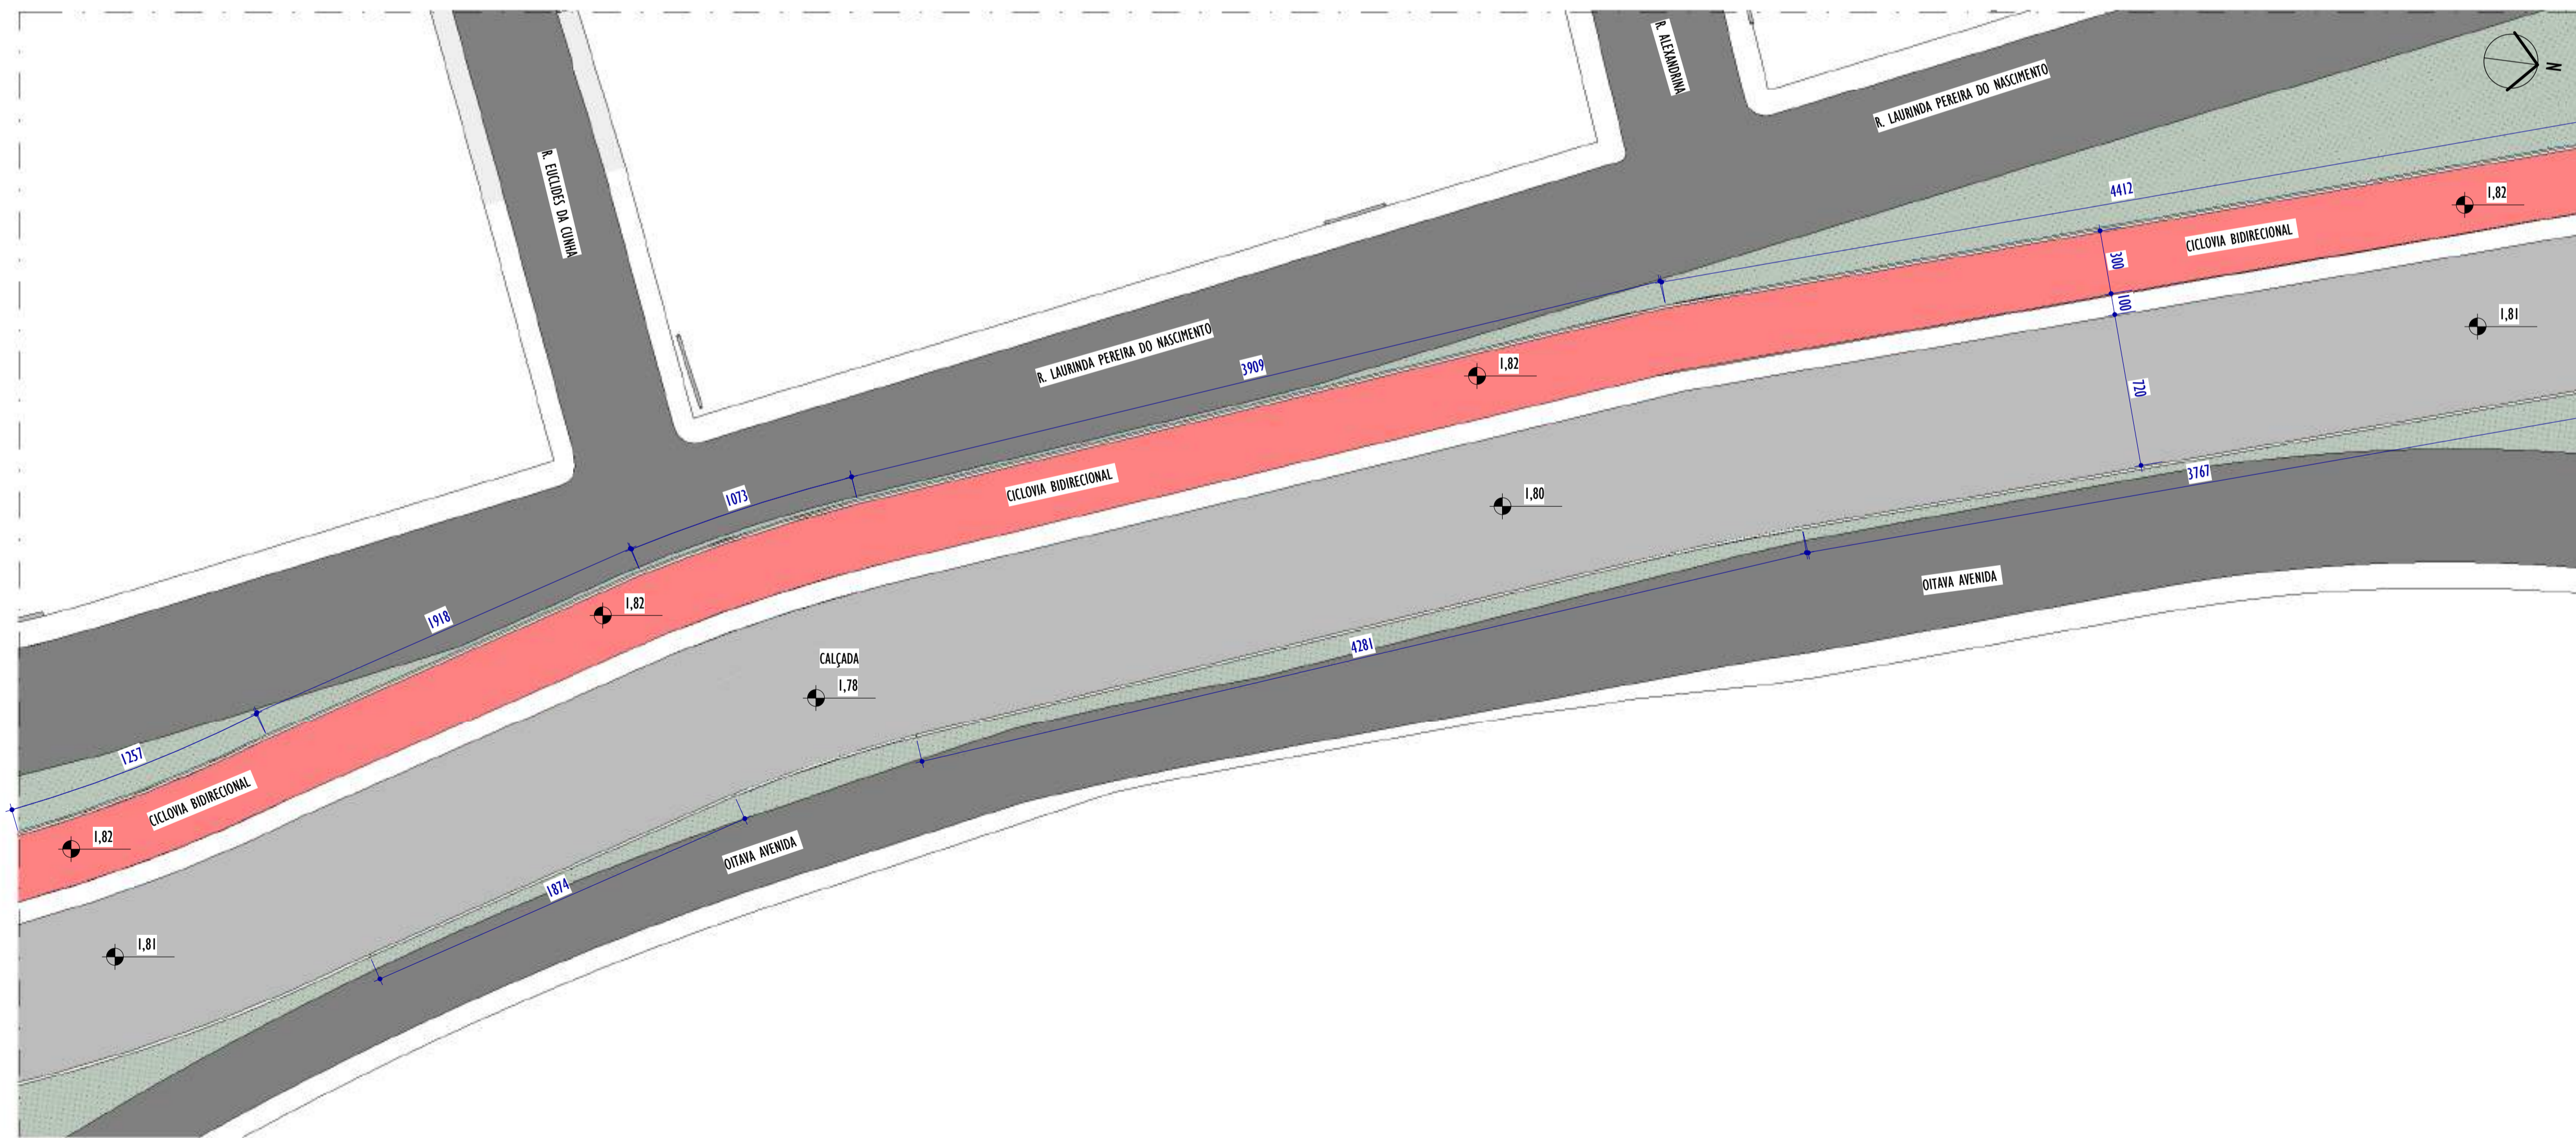 R. ALEXANDRINA
N
R. LAURINDA PEREIRA DO NASCIMENTO
R. EUCLIDES DA CUNHA
4412
1,82
CICLOVIA BIDIRECIONAL
300
100
1,81
R. LAURINDA PEREIRA DO NASCIMENTO
3909
1,82
720
3767
1073
CICLOVIA BIDIRECIONAL
1,80
OITAVA AVENIDA
1918
1,82
4281
CALÇADA
1,78
1257
CICLOVIA BIDIRECIONAL
1,82
OITAVA AVENIDA
1874
1,81